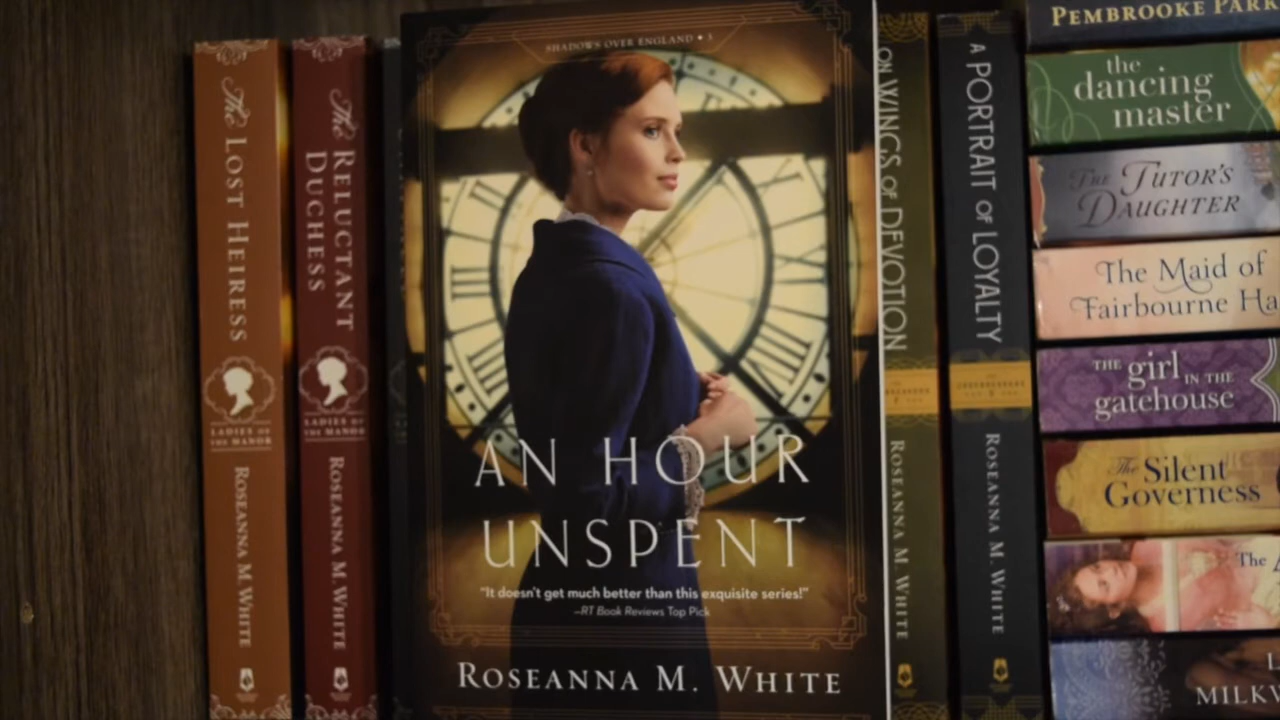 The LOST HEIRESS
LADIES OF
THE MANOR
ROSEANNA M. WHITE
The RELUCTANT
DUCHESS
LADIES OF
THE MANOR
ROSEANNA M. WHITE
SHADOWS OVER ENGLAND • 3
AN HOUR
UNSPENT
"It doesn't get much better than this exquisite series!"
—RT Book Reviews Top Pick
ROSEANNA M. WHITE
ON WINGS OF DEVOTION
ROSEANNA M. WHITE
A PORTRAIT OF LOYALTY
ROSEANNA M. WHITE
PEMBROOKE PAR
the
dancing
master
THE TUTOR'S
DAUGHTER
The Maid of
Fairbourne Ha
THE girl IN THE
gatehouse
The Silent
Governess
The
MILKW